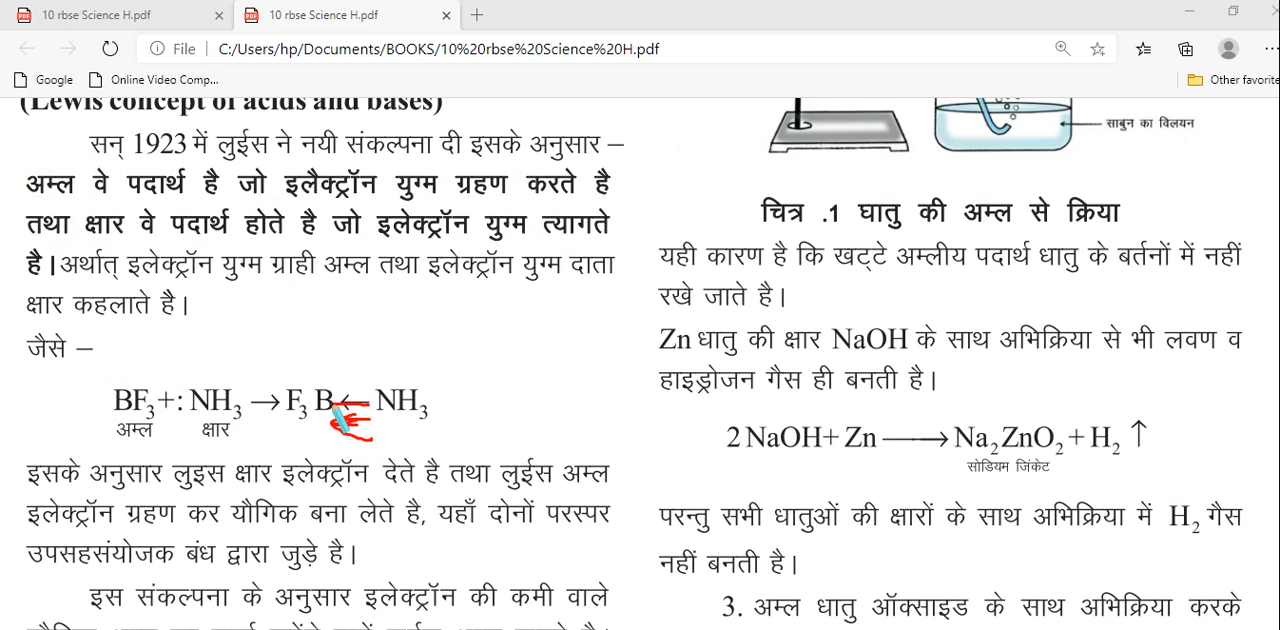 10 rbse Science H.pdf
10 rbse Science H.pdf
File | C:/Users/hp/Documents/BOOKS/10%20rbse%20Science%20H.pdf
Google
Online Video Comp...
Other favorite
(Lewis concept of acids and bases)
सन् 1923 में लुईस ने नयी संकल्पना दी इसके अनुसार –
अम्ल वे पदार्थ है जो इलैक्ट्रॉन युग्म ग्रहण करते है
तथा क्षार वे पदार्थ होते है जो इलेक्ट्रॉन युग्म त्यागते
है। अर्थात् इलेक्ट्रॉन युग्म ग्राही अम्ल तथा इलेक्ट्रॉन युग्म दाता
क्षार कहलाते है।
जैसे –
BF₃+: NH₃ → F₃ B← NH₃
अम्ल क्षार
इसके अनुसार लुइस क्षार इलेक्ट्रॉन देते है तथा लुईस अम्ल
इलेक्ट्रॉन ग्रहण कर यौगिक बना लेते है, यहाँ दोनों परस्पर
उपसहसंयोजक बंध द्वारा जुड़े है।
इस संकल्पना के अनुसार इलेक्ट्रॉन की कमी वाले
साबुन का विलयन
चित्र .1 धातु की अम्ल से क्रिया
यही कारण है कि खट्टे अम्लीय पदार्थ धातु के बर्तनों में नहीं
रखे जाते है।
Zn धातु की क्षार NaOH के साथ अभिक्रिया से भी लवण व
हाइड्रोजन गैस ही बनती है।
2 NaOH+ Zn ⟶ Na₂ZnO₂ + H₂ ↑
सोडियम जिंकेट
परन्तु सभी धातुओं की क्षारों के साथ अभिक्रिया में H₂ गैस
नहीं बनती है।
3. अम्ल धातु ऑक्साइड के साथ अभिक्रिया करके